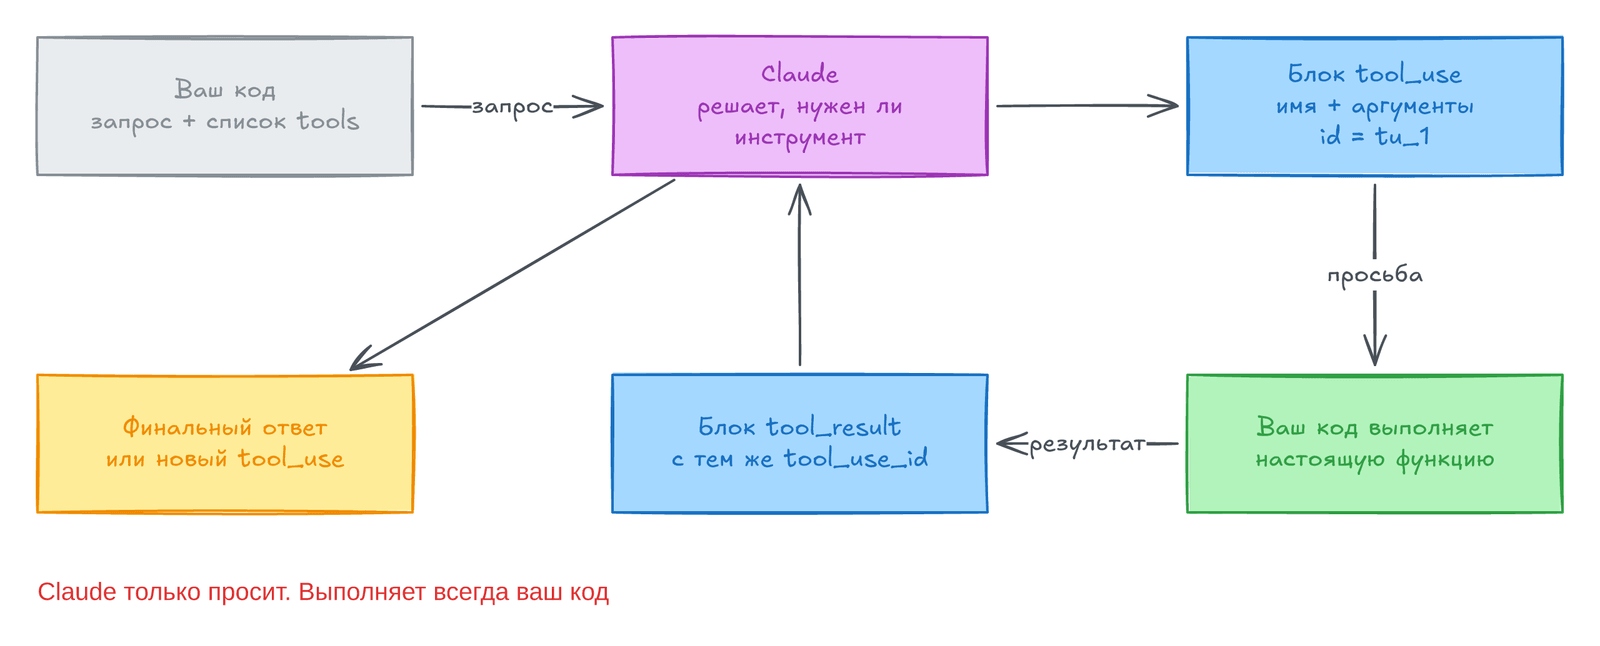 Ваш код
запрос + список tools
запрос
Claude
решает, нужен ли
инструмент
Блок tool_use
имя + аргументы
id = tu_1
просьба
Финальный ответ
или новый tool_use
Блок tool_result
с тем же tool_use_id
результат
Ваш код выполняет
настоящую функцию
Claude только просит. Выполняет всегда ваш код